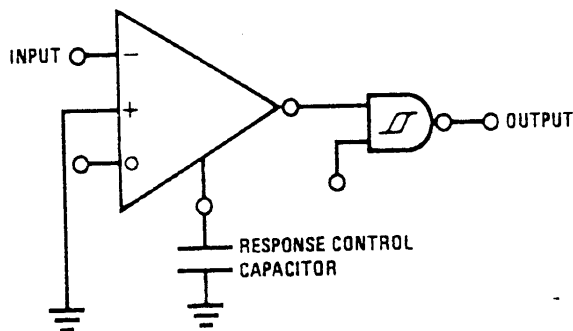 INPUT
−
+
OUTPUT
RESPONSE CONTROL
CAPACITOR